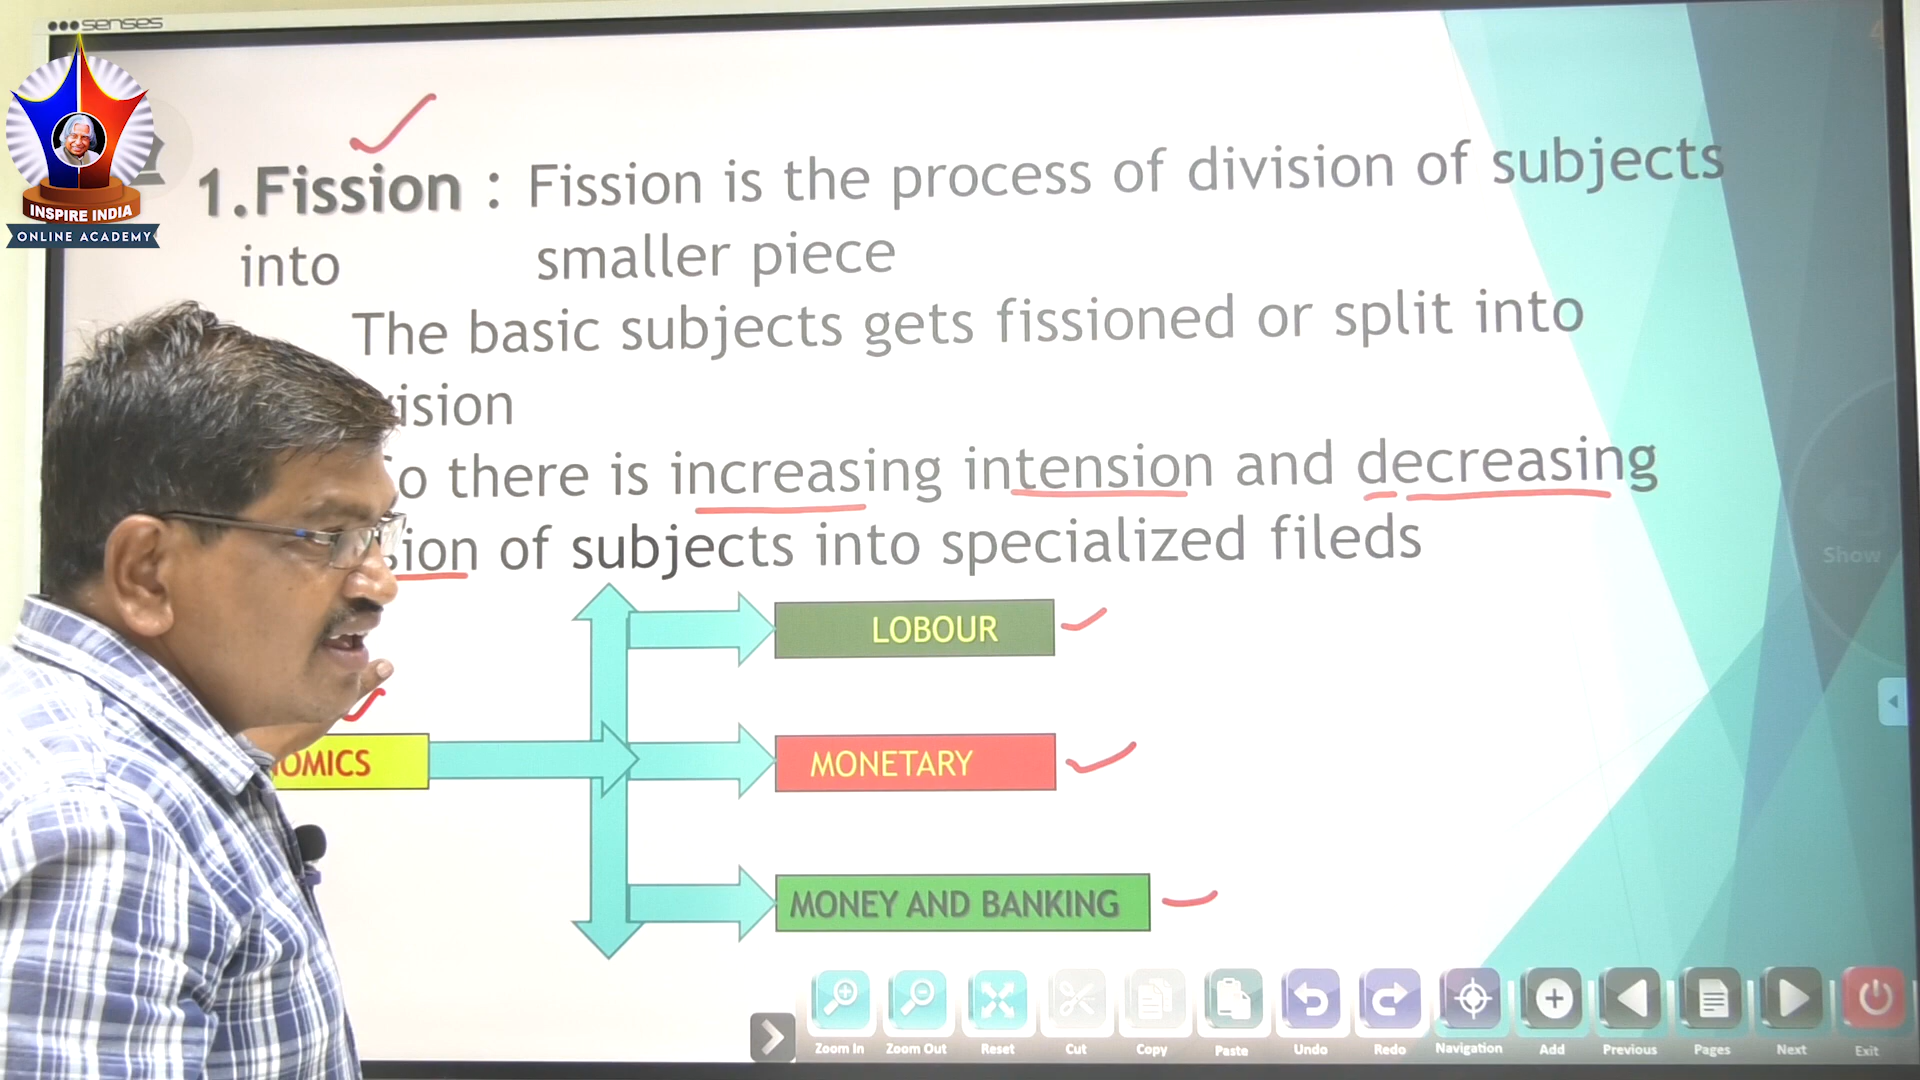 senses
INSPIRE INDIA
ONLINE ACADEMY
1.Fission : Fission is the process of division of subjects
into smaller piece
The basic subjects gets fissioned or split into
there is increasing intension and decreasing
of subjects into specialized fileds
LOBOUR
MONETARY
MONEY AND BANKING
Show
Zoom In Zoom Out Reset Cut Copy Paste Undo Redo Navigation Add Previous Pages Next Exit